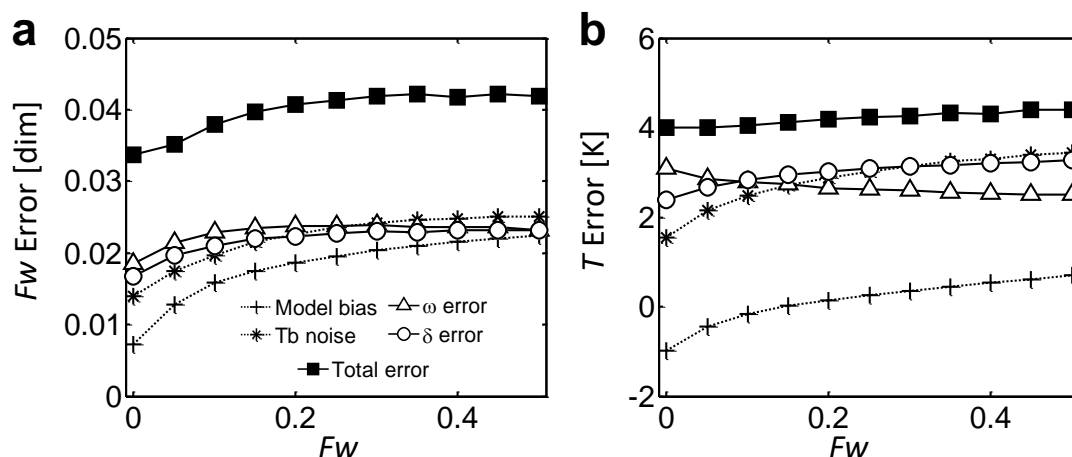 a
Fw Error [dim]
0.05
0.04
0.03
0.02
0.01
0
0 0.2 0.4
Fw
Model bias
ω error
Tb noise
δ error
Total error
b
T Error [K]
6
4
2
0
-2
0 0.2 0.4
Fw